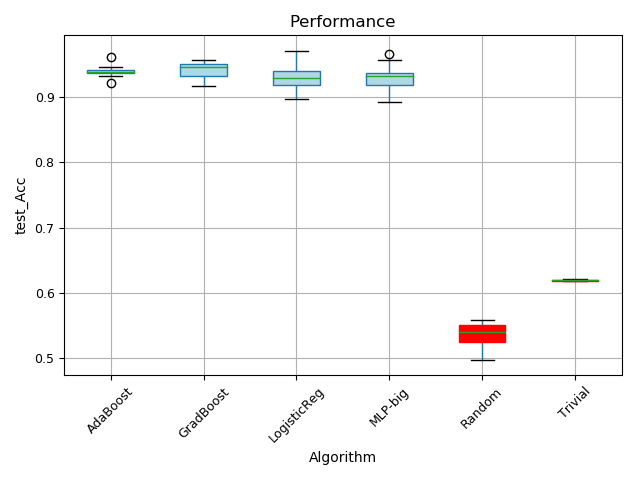 Performance
test_Acc
0.9
0.8
0.7
0.6
0.5
AdaBoost
GradBoost
LogisticReg
MLP-big
Random
Trivial
Algorithm